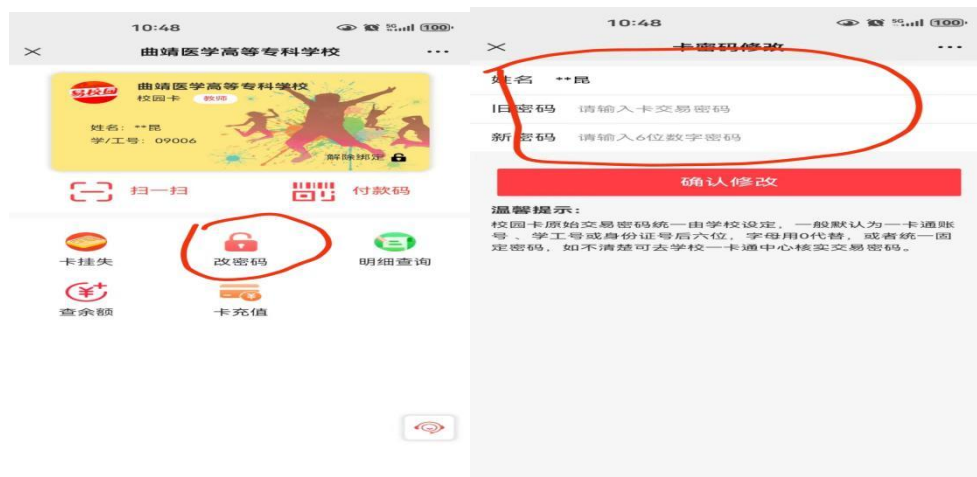 10:48
5G 100
曲靖医学高等专科学校
易校园
曲靖医学高等专科学校
校园卡 教师
姓名: **昆
学/工号: 09006
解除绑定
扫一扫
付款码
卡挂失
改密码
明细查询
查余额
卡充值
10:48
5G 100
卡密码修改
姓名 **昆
旧密码 请输入卡交易密码
新密码 请输入6位数字密码
确认修改
温馨提示:
校园卡原始交易密码统一由学校设定，一般默认为一卡通账
号、学工号或身份证号后六位，字母用0代替，或者统一固
定密码，如不清楚可去学校一卡通中心核实交易密码。